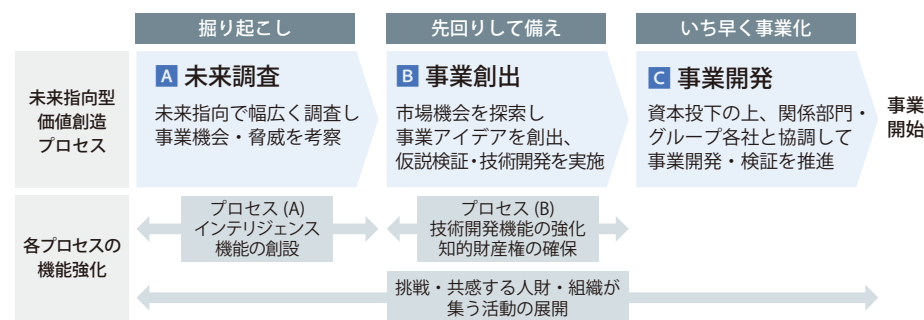 掘り起こし
先回りして備え
いち早く事業化
未来指向型
価値創造
プロセス
A 未来調査
未来指向で幅広く調査し
事業機会・脅威を考察
B 事業創出
市場機会を探索し
事業アイデアを創出、
仮説検証・技術開発を実施
C 事業開発
資本投下の上、関係部門・
グループ各社と協調して
事業開発・検証を推進
事業
開始
各プロセスの
機能強化
プロセス (A)
インテリジェンス
機能の創設
プロセス (B)
技術開発機能の強化
知的財産権の確保
挑戦・共感する人財・組織が
集う活動の展開